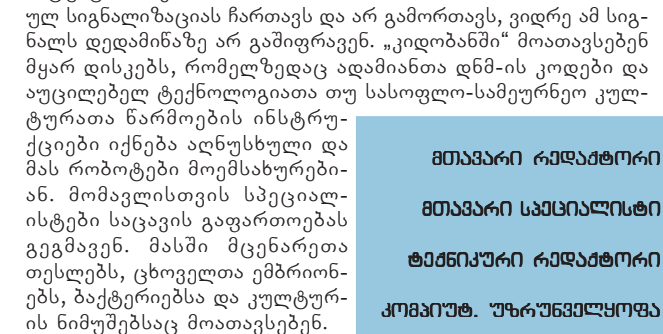 ულ სიგნალიზაციას ჩართავს და არ გამორთავს, ვიდრე ამ სიგ-
ნალს დედამიწაზე არ გაშიფრავენ. „კიდობანში“ მოათავსებენ
მყარ დისკებს, რომელზედაც ადამიანთა დნმ-ის კოდები და
აუცილებელ ტექნოლოგიათა თუ სასოფლო-სამეურნეო კულ-
ტურათა წარმოების ინსტრუ-
ქციები იქნება აღნუსხული და
მას რობოტები მოემსახურები-
ან. მომავლისთვის სპეციალ-
ისტები საცავის გაფართოებას
გეგმავენ. მასში მცენარეთა
თესლებს, ცხოველთა ემბრიონ-
ებს, ბაქტერიებსა და კულტურ-
ის ნიმუშებსაც მოათავსებენ.
მთავარი რედაქტორი
მთავარი სპეციალისტი
ტექნიკური რედაქტორი
კომპიუტ. უზრუნველყოფა